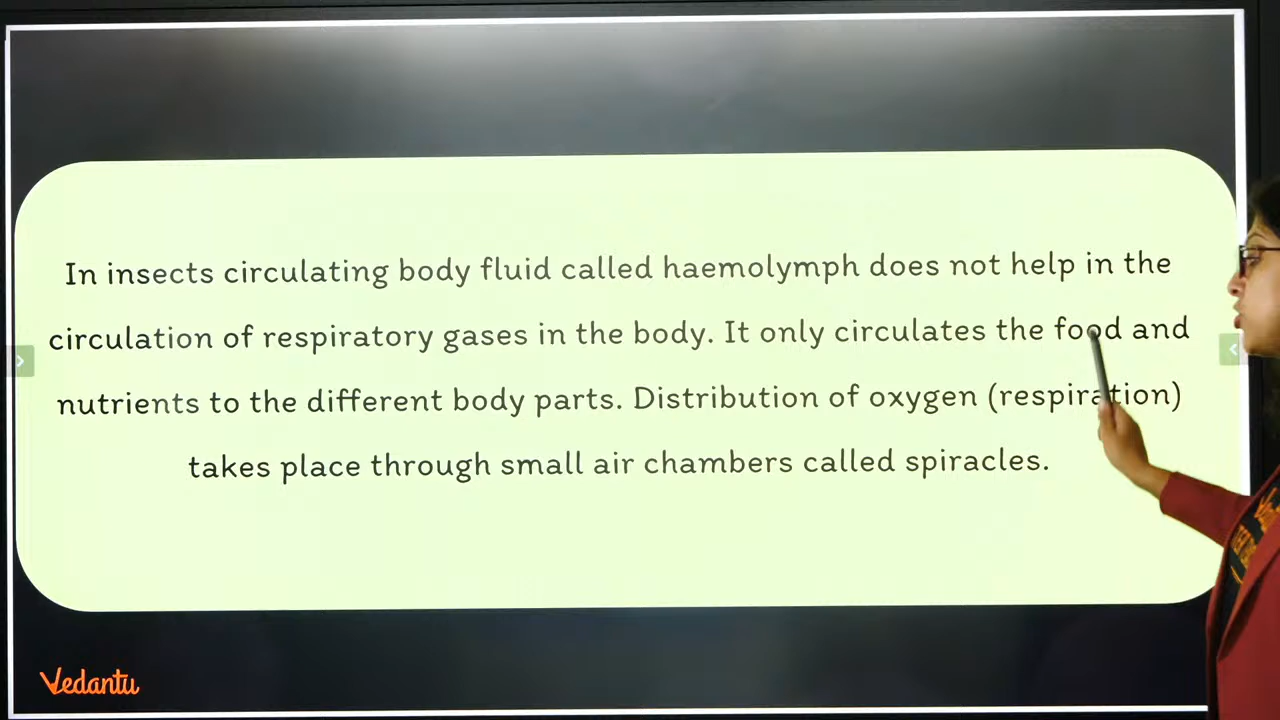 In insects circulating body fluid called haemolymph does not help in the
circulation of respiratory gases in the body. It only circulates the food and
nutrients to the different body parts. Distribution of oxygen (respiration)
takes place through small air chambers called spiracles.
Vedantu